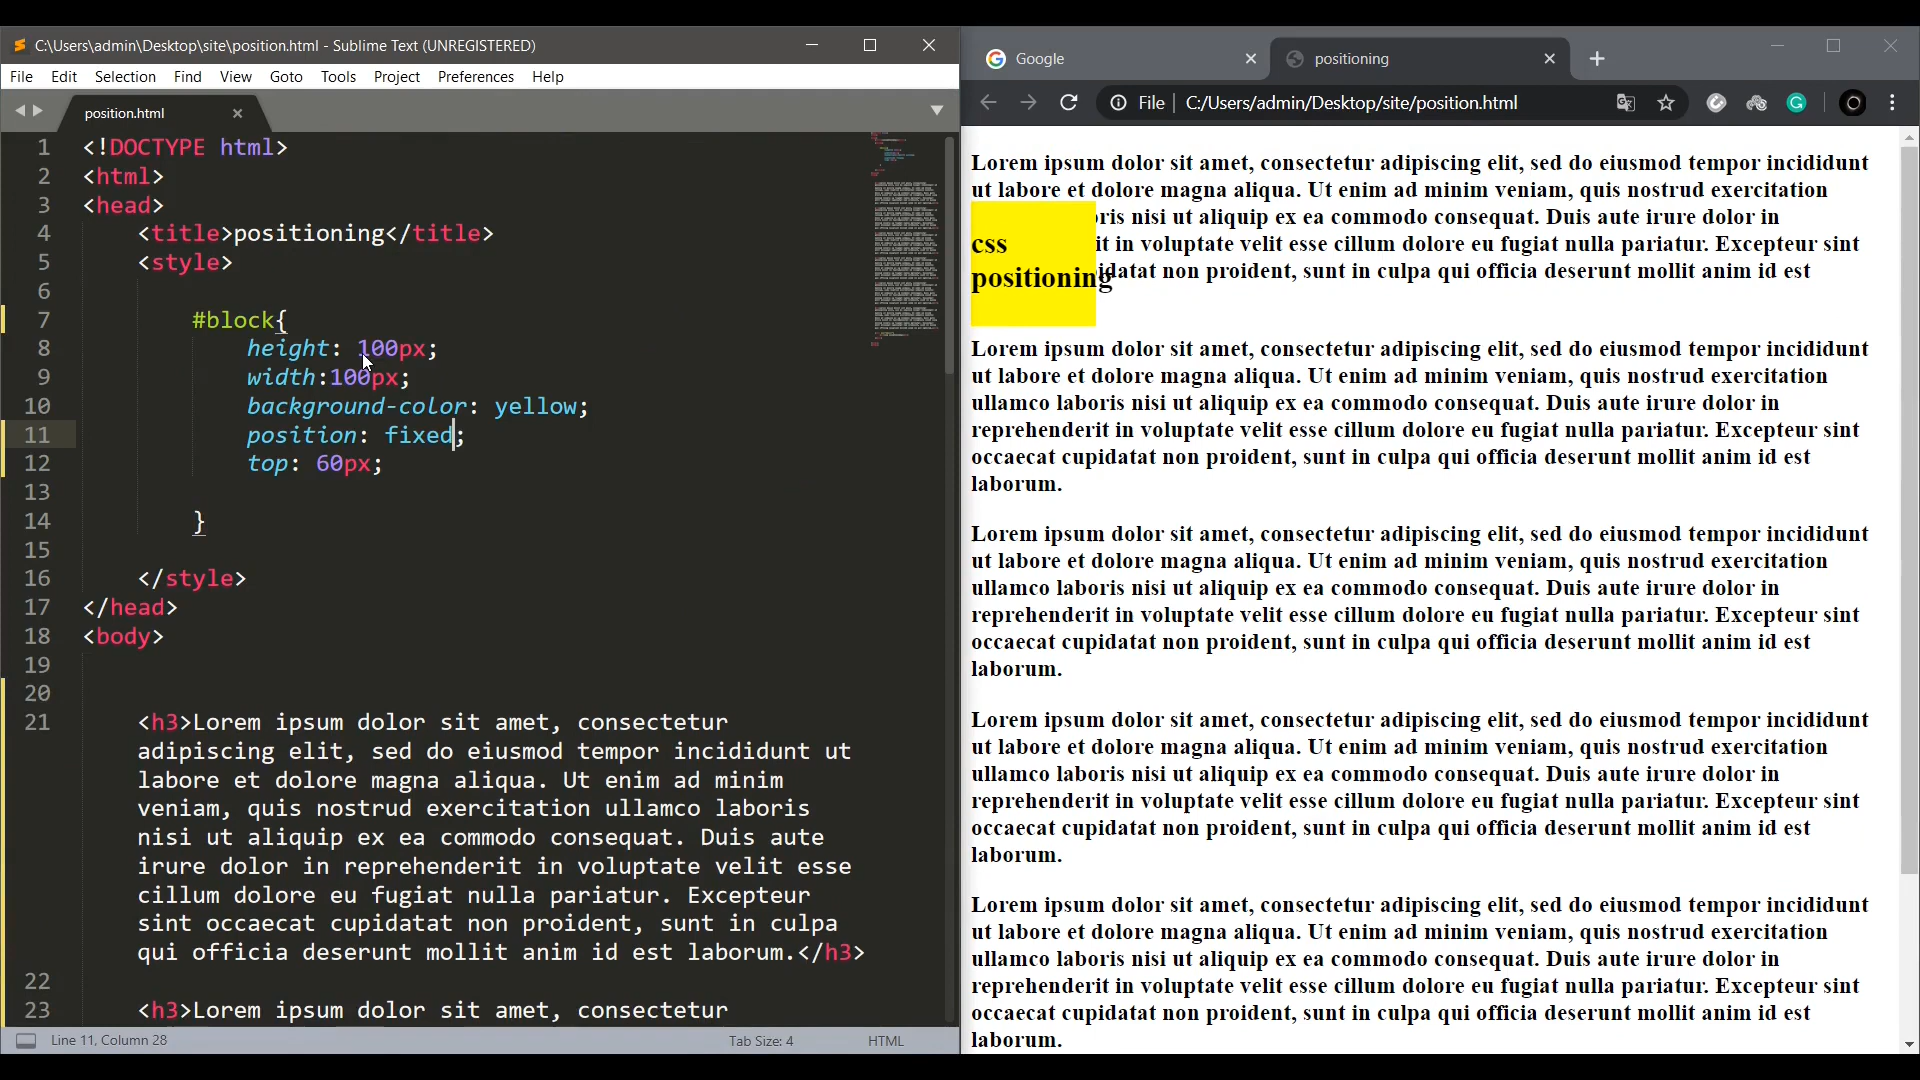 C:\Users\admin\Desktop\site\position.html - Sublime Text (UNREGISTERED)
File Edit Selection Find View Goto Tools Project Preferences Help
position.html
1 <!DOCTYPE html>
2 <html>
3 <head>
4 <title>positioning</title>
5 <style>
6
7 #block{
8 height: 100px;
9 width:100px;
10 background-color: yellow;
11 position: fixed;
12 top: 60px;
13
14 }
15
16 </style>
17 </head>
18 <body>
19
20
21 <h3>Lorem ipsum dolor sit amet, consectetur
adipiscing elit, sed do eiusmod tempor incididunt ut
labore et dolore magna aliqua. Ut enim ad minim
veniam, quis nostrud exercitation ullamco laboris
nisi ut aliquip ex ea commodo consequat. Duis aute
irure dolor in reprehenderit in voluptate velit esse
cillum dolore eu fugiat nulla pariatur. Excepteur
sint occaecat cupidatat non proident, sunt in culpa
qui officia deserunt mollit anim id est laborum.</h3>
22
23 <h3>Lorem ipsum dolor sit amet, consectetur
Line 11, Column 28
Tab Size: 4
HTML
Google
positioning
File C:/Users/admin/Desktop/site/position.html
Lorem ipsum dolor sit amet, consectetur adipiscing elit, sed do eiusmod tempor incididunt
ut labore et dolore magna aliqua. Ut enim ad minim veniam, quis nostrud exercitation
nisi ut aliquip ex ea commodo consequat. Duis aute irure dolor in
css
in voluptate velit esse cillum dolore eu fugiat nulla pariatur. Excepteur sint
positioning
non proident, sunt in culpa qui officia deserunt mollit anim id est
Lorem ipsum dolor sit amet, consectetur adipiscing elit, sed do eiusmod tempor incididunt
ut labore et dolore magna aliqua. Ut enim ad minim veniam, quis nostrud exercitation
ullamco laboris nisi ut aliquip ex ea commodo consequat. Duis aute irure dolor in
reprehenderit in voluptate velit esse cillum dolore eu fugiat nulla pariatur. Excepteur sint
occaecat cupidatat non proident, sunt in culpa qui officia deserunt mollit anim id est
laborum.
Lorem ipsum dolor sit amet, consectetur adipiscing elit, sed do eiusmod tempor incididunt
ut labore et dolore magna aliqua. Ut enim ad minim veniam, quis nostrud exercitation
ullamco laboris nisi ut aliquip ex ea commodo consequat. Duis aute irure dolor in
reprehenderit in voluptate velit esse cillum dolore eu fugiat nulla pariatur. Excepteur sint
occaecat cupidatat non proident, sunt in culpa qui officia deserunt mollit anim id est
laborum.
Lorem ipsum dolor sit amet, consectetur adipiscing elit, sed do eiusmod tempor incididunt
ut labore et dolore magna aliqua. Ut enim ad minim veniam, quis nostrud exercitation
ullamco laboris nisi ut aliquip ex ea commodo consequat. Duis aute irure dolor in
reprehenderit in voluptate velit esse cillum dolore eu fugiat nulla pariatur. Excepteur sint
occaecat cupidatat non proident, sunt in culpa qui officia deserunt mollit anim id est
laborum.
Lorem ipsum dolor sit amet, consectetur adipiscing elit, sed do eiusmod tempor incididunt
ut labore et dolore magna aliqua. Ut enim ad minim veniam, quis nostrud exercitation
ullamco laboris nisi ut aliquip ex ea commodo consequat. Duis aute irure dolor in
reprehenderit in voluptate velit esse cillum dolore eu fugiat nulla pariatur. Excepteur sint
occaecat cupidatat non proident, sunt in culpa qui officia deserunt mollit anim id est
laborum.